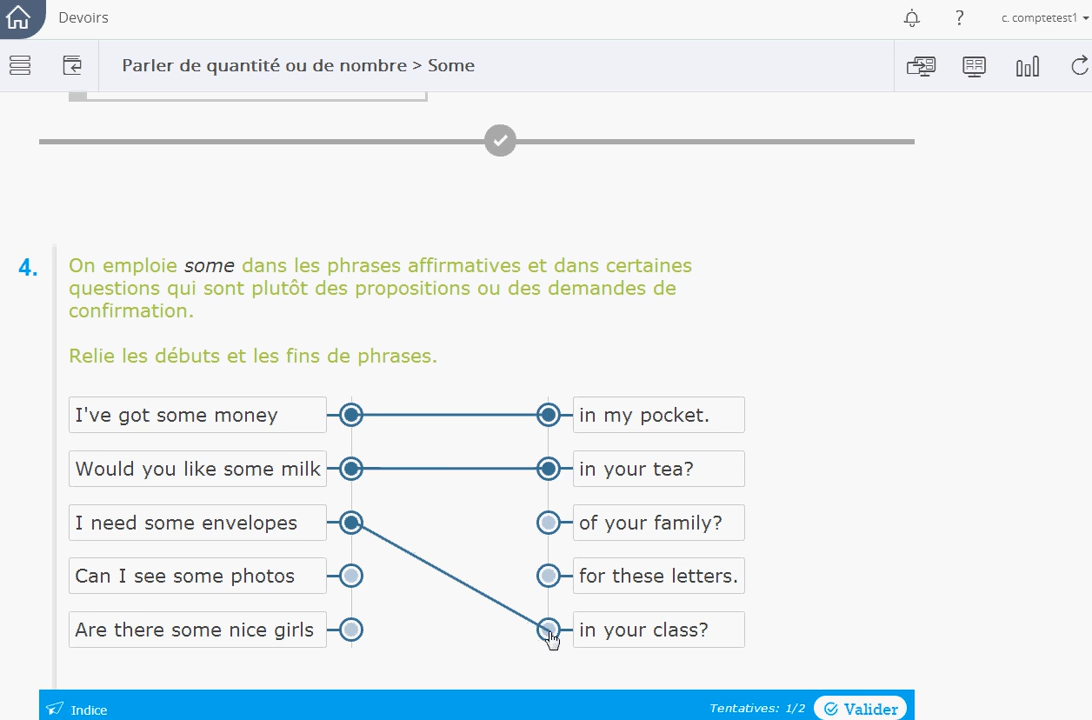 Devoirs
?
c. comptetest1
Parler de quantité ou de nombre > Some
4.
On emploie some dans les phrases affirmatives et dans certaines
questions qui sont plutôt des propositions ou des demandes de
confirmation.
Relie les débuts et les fins de phrases.
I've got some money
in my pocket.
Would you like some milk
in your tea?
I need some envelopes
of your family?
Can I see some photos
for these letters.
Are there some nice girls
in your class?
Indice
Tentatives: 1/2
Valider